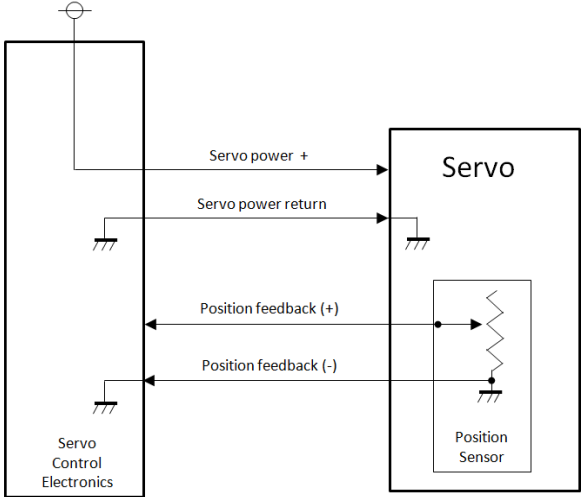 Servo power +
Servo
Servo power return
Position feedback (+)
Position feedback (-)
Servo
Control
Electronics
Position
Sensor